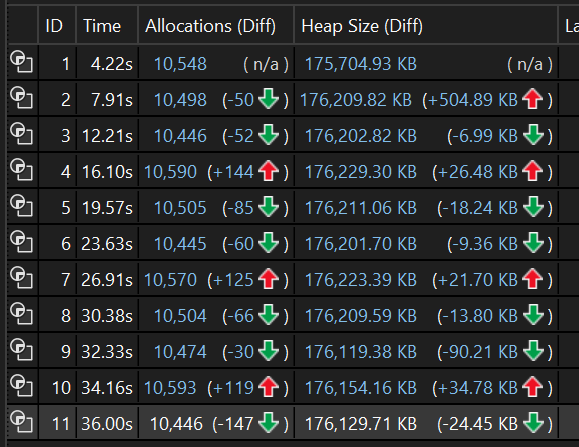 ID Time Allocations (Diff) Heap Size (Diff) La
1 4.22s 10,548 ( n/a ) 175,704.93 KB ( n/a )
2 7.91s 10,498 (-50 ) 176,209.82 KB (+504.89 KB )
3 12.21s 10,446 (-52 ) 176,202.82 KB (-6.99 KB )
4 16.10s 10,590 (+144 ) 176,229.30 KB (+26.48 KB )
5 19.57s 10,505 (-85 ) 176,211.06 KB (-18.24 KB )
6 23.63s 10,445 (-60 ) 176,201.70 KB (-9.36 KB )
7 26.91s 10,570 (+125 ) 176,223.39 KB (+21.70 KB )
8 30.38s 10,504 (-66 ) 176,209.59 KB (-13.80 KB )
9 32.33s 10,474 (-30 ) 176,119.38 KB (-90.21 KB )
10 34.16s 10,593 (+119 ) 176,154.16 KB (+34.78 KB )
11 36.00s 10,446 (-147 ) 176,129.71 KB (-24.45 KB )